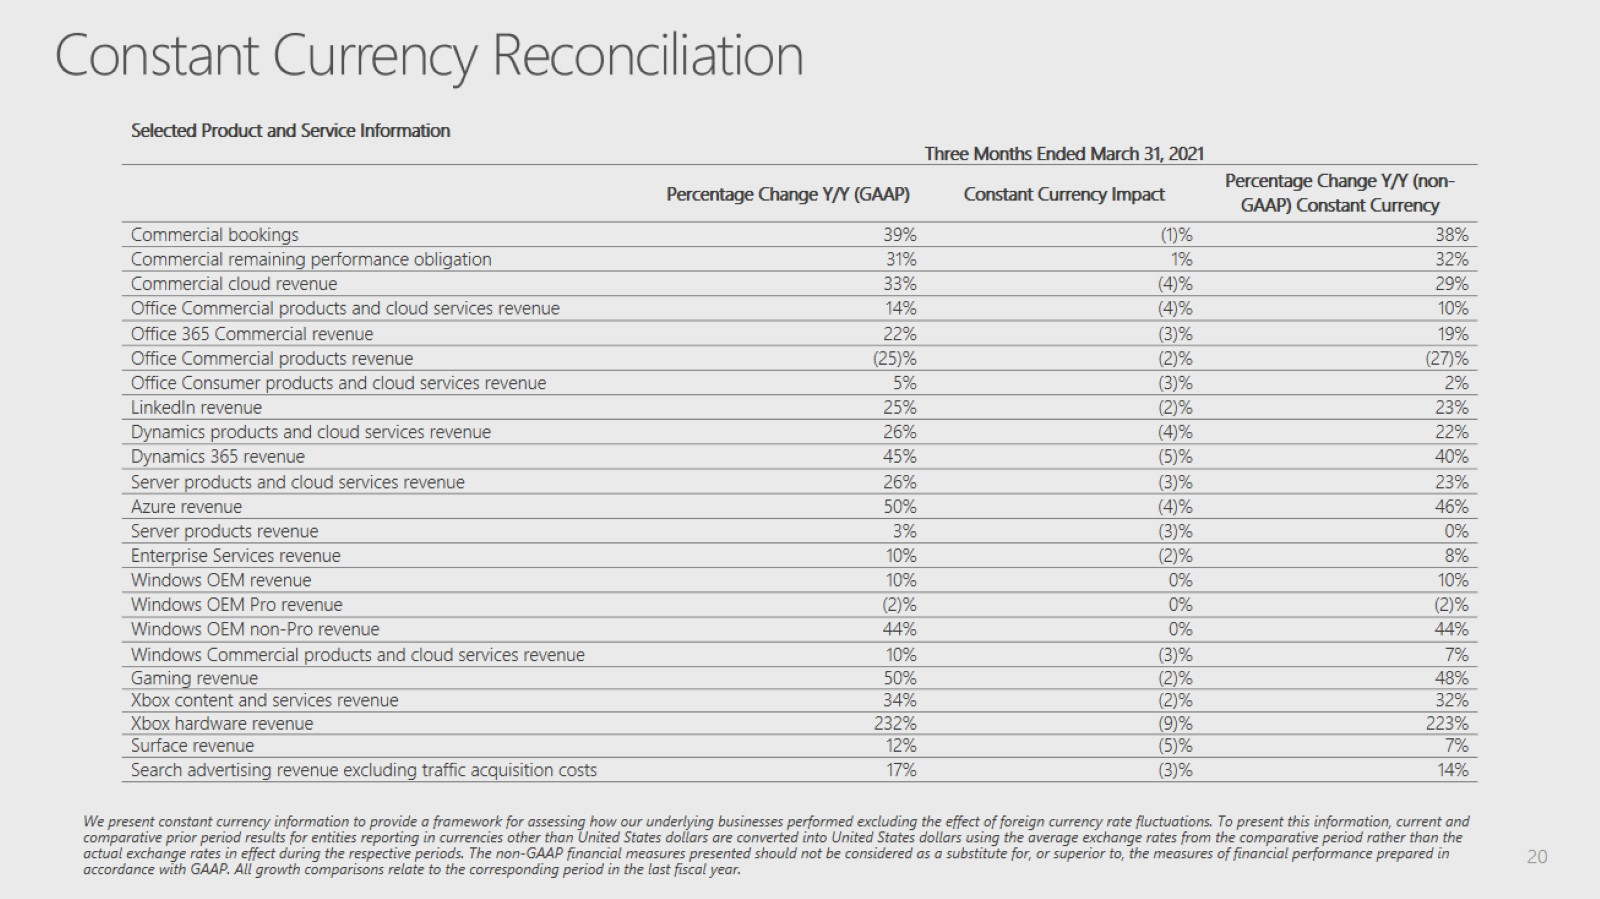 Constant Currency Reconciliation
Selected Product and Service Information
Three Months Ended March 31, 2021
Percentage Change Y/Y (GAAP) Constant Currency Impact Percentage Change Y/Y (non-
GAAP) Constant Currency
Commercial bookings 39% (1)% 38%
Commercial remaining performance obligation 31% 1% 32%
Commercial cloud revenue 33% (4)% 29%
Office Commercial products and cloud services revenue 14% (4)% 10%
Office 365 Commercial revenue 22% (3)% 19%
Office Commercial products revenue (25)% (2)% (27)%
Office Consumer products and cloud services revenue 5% (3)% 2%
LinkedIn revenue 25% (2)% 23%
Dynamics products and cloud services revenue 26% (4)% 22%
Dynamics 365 revenue 45% (5)% 40%
Server products and cloud services revenue 26% (3)% 23%
Azure revenue 50% (4)% 46%
Server products revenue 3% (3)% 0%
Enterprise Services revenue 10% (2)% 8%
Windows OEM revenue 10% 0% 10%
Windows OEM Pro revenue (2)% 0% (2)%
Windows OEM non-Pro revenue 44% 0% 44%
Windows Commercial products and cloud services revenue 10% (3)% 7%
Gaming revenue 50% (2)% 48%
Xbox content and services revenue 34% (2)% 32%
Xbox hardware revenue 232% (9)% 223%
Surface revenue 12% (5)% 7%
Search advertising revenue excluding traffic acquisition costs 17% (3)% 14%
We present constant currency information to provide a framework for assessing how our underlying businesses performed excluding the effect of foreign currency rate fluctuations. To present this information, current and
comparative prior period results for entities reporting in currencies other than United States dollars are converted into United States dollars using the average exchange rates from the comparative period rather than the
actual exchange rates in effect during the respective periods. The non-GAAP financial measures presented should not be considered as a substitute for, or superior to, the measures of financial performance prepared in
accordance with GAAP. All growth comparisons relate to the corresponding period in the last fiscal year.
20